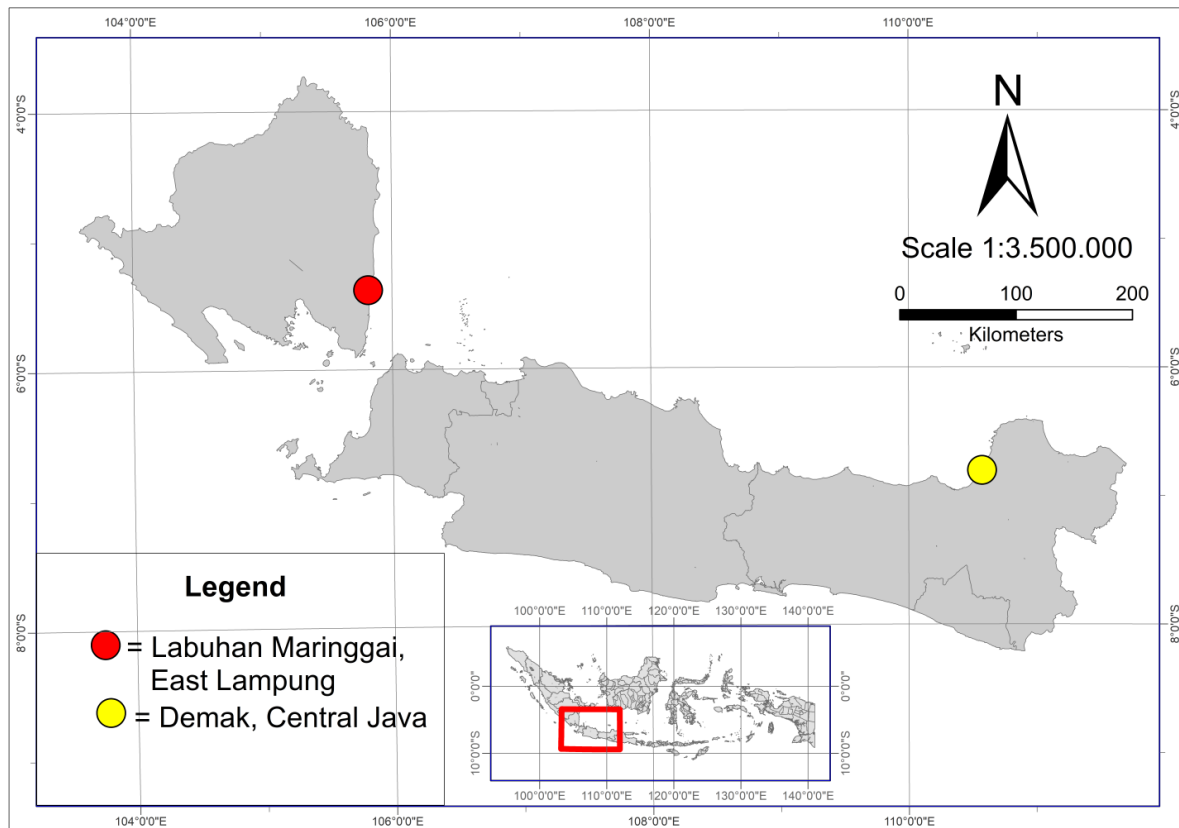 104°0'0"E 106°0'0"E 108°0'0"E 110°0'0"E
4°0'0"S
4°0'0"S
N
Scale 1:3.500.000
0 100 200
Kilometers
6°0'0"S
6°0'0"S
Legend
= Labuhan Maringgai,
East Lampung
= Demak, Central Java
8°0'0"S
8°0'0"S
100°0'0"E 110°0'0"E 120°0'0"E 130°0'0"E 140°0'0"E
0°0'0"S
0°0'0"S
10°0'0"S
10°0'0"S
100°0'0"E 110°0'0"E 120°0'0"E 130°0'0"E 140°0'0"E
104°0'0"E 106°0'0"E 108°0'0"E 110°0'0"E